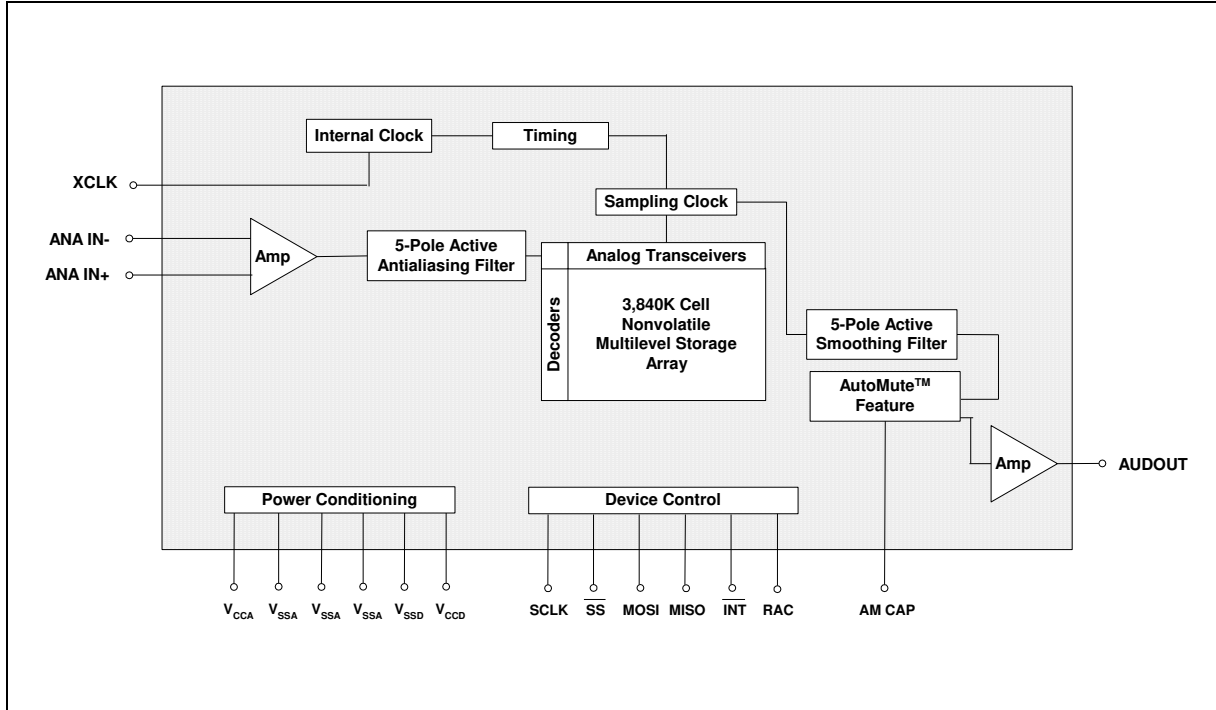 Internal Clock
Timing
XCLK
Sampling Clock
ANA IN-
ANA IN+
Amp
5-Pole Active
Antialiasing Filter
Analog Transceivers
Decoders
3,840K Cell
Nonvolatile
Multilevel Storage
Array
5-Pole Active
Smoothing Filter
AutoMute™
Feature
Amp
AUDOUT
Power Conditioning
Device Control
VCCA
VSSA
VSSA
VSSA
VSSD
VCCD
SCLK
SS
MOSI
MISO
INT
RAC
AM CAP